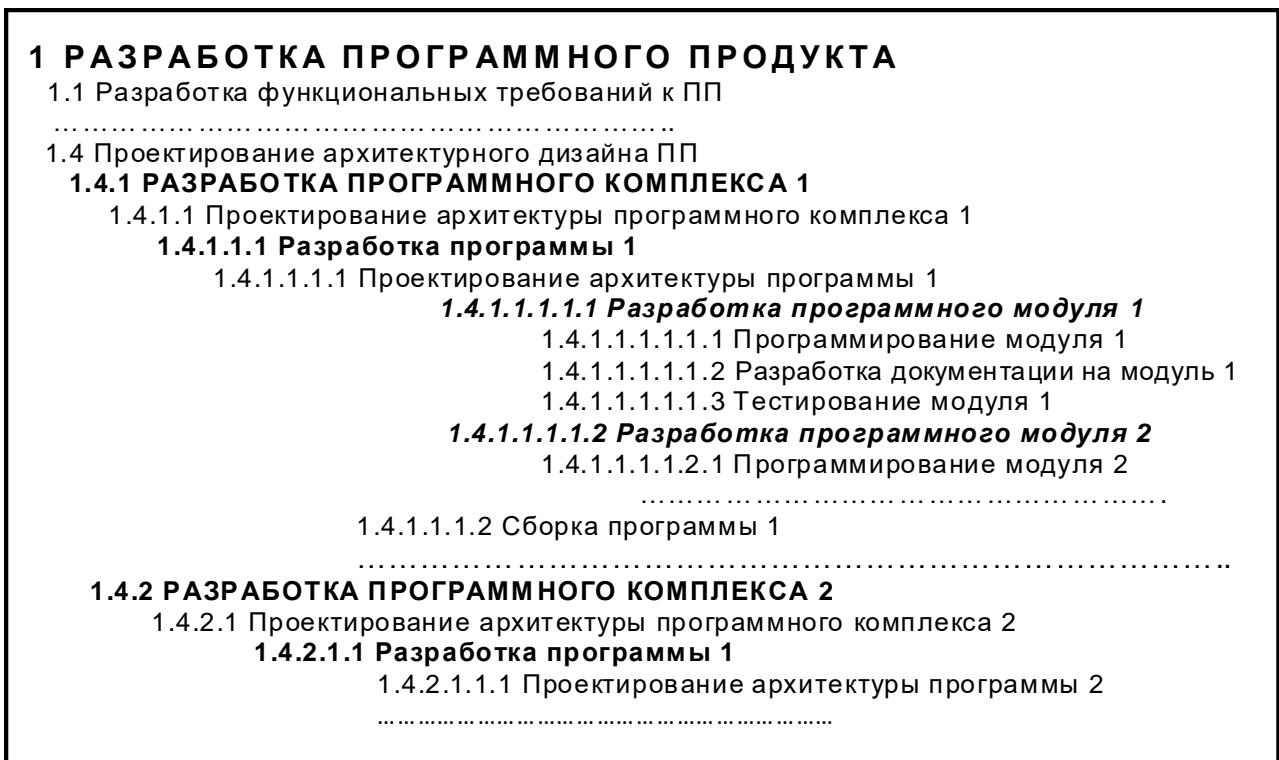 1 РАЗРАБОТКА ПРОГРАММНОГО ПРОДУКТА
1.1 Разработка функциональных требований к ПП
………………………………………………………..
1.4 Проектирование архитектурного дизайна ПП
1.4.1 РАЗРАБОТКА ПРОГРАММНОГО КОМПЛЕКСА 1
1.4.1.1 Проектирование архитектуры программного комплекса 1
1.4.1.1.1 Разработка программы 1
1.4.1.1.1.1 Проектирование архитектуры программы 1
1.4.1.1.1.1.1 Разработка программного модуля 1
1.4.1.1.1.1.1.1 Программирование модуля 1
1.4.1.1.1.1.1.2 Разработка документации на модуль 1
1.4.1.1.1.1.1.3 Тестирование модуля 1
1.4.1.1.1.1.2 Разработка программного модуля 2
1.4.1.1.1.1.2.1 Программирование модуля 2
……………………………………………….
1.4.1.1.1.2 Сборка программы 1
………………………………………………………………………………..
1.4.2 РАЗРАБОТКА ПРОГРАММНОГО КОМПЛЕКСА 2
1.4.2.1 Проектирование архитектуры программного комплекса 2
1.4.2.1.1 Разработка программы 1
1.4.2.1.1.1 Проектирование архитектуры программы 2
……………………………………………………………